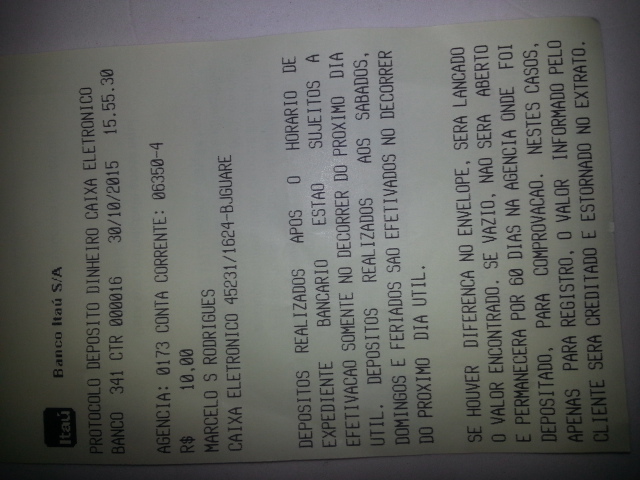 Itaú Banco Itaú S/A
PROTOCOLO DEPOSITO DINHEIRO CAIXA ELETRONICO
BANCO 341 CTR 000016 30/10/2015 15.55.30
AGENCIA: 0173 CONTA CORRENTE: 06350-4
R$ 10,00
MARCELO S RODRIGUES
CAIXA ELETRONICO 45231/1624-BJGUARE
DEPOSITOS REALIZADOS APOS O HORARIO DE
EXPEDIENTE BANCARIO ESTAO SUJEITOS A
EFETIVACAO SOMENTE NO DECORRER DO PROXIMO DIA
UTIL. DEPOSITOS REALIZADOS AOS SABADOS,
DOMINGOS E FERIADOS SAO EFETIVADOS NO DECORRER
DO PROXIMO DIA UTIL.
SE HOUVER DIFERENCA NO ENVELOPE, SERA LANCADO
O VALOR ENCONTRADO. SE VAZIO, NAO SERA ABERTO
E PERMANECERA POR 60 DIAS NA AGENCIA ONDE FOI
DEPOSITADO, PARA COMPROVACAO. NESTES CASOS,
APENAS PARA REGISTRO, O VALOR INFORMADO PELO
CLIENTE SERA CREDITADO E ESTORNADO NO EXTRATO.